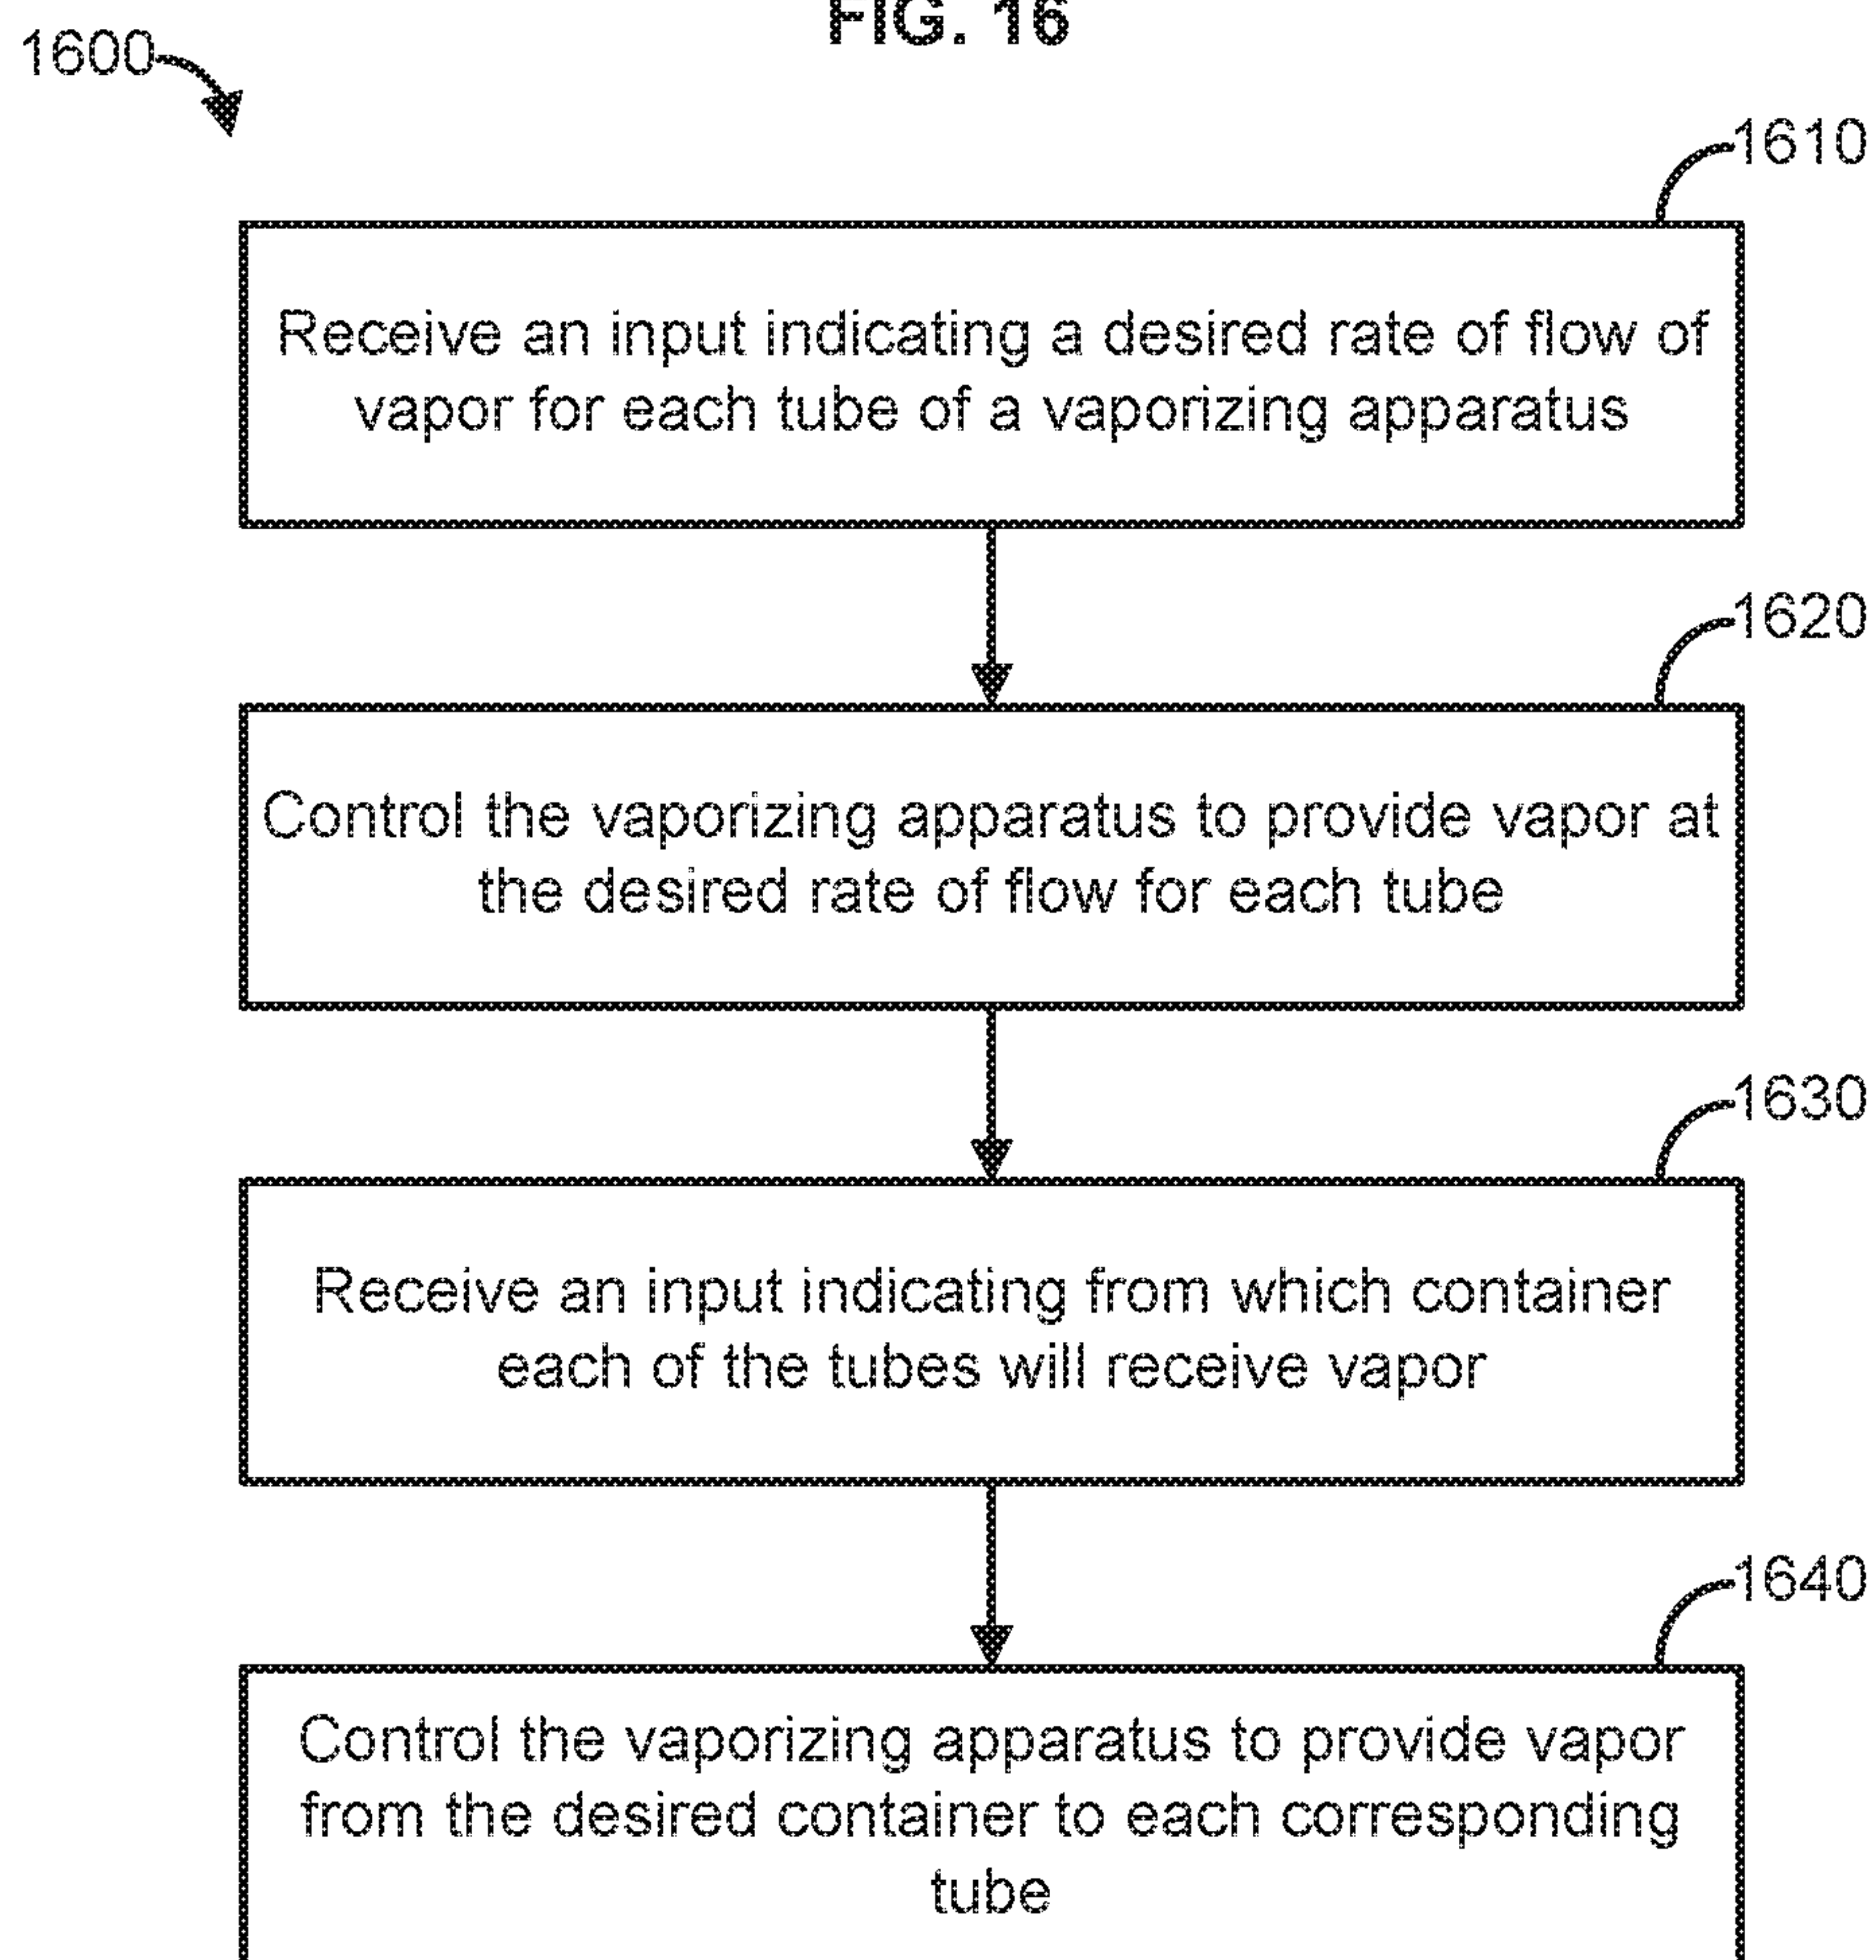 FIG. 16
1600
1610
Receive an input indicating a desired rate of flow of
vapor for each tube of a vaporizing apparatus
1620
Control the vaporizing apparatus to provide vapor at
the desired rate of flow for each tube
1630
Receive an input indicating from which container
each of the tubes will receive vapor
1640
Control the vaporizing apparatus to provide vapor
from the desired container to each corresponding
tube